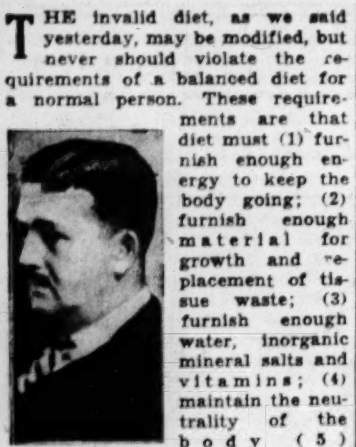 THE invalid diet, as we said
yesterday, may be modified, but
never should violate the re-
quirements of a balanced diet for
a normal person. These require-
ments are that
diet must (1) fur-
nish enough en-
ergy to keep the
body going; (2)
furnish enough
material for
growth and re-
placement of tis-
sue waste; (3)
furnish enough
water, inorganic
mineral salts and
vitamins; (4)
maintain the neu-
trality of the
body (5)